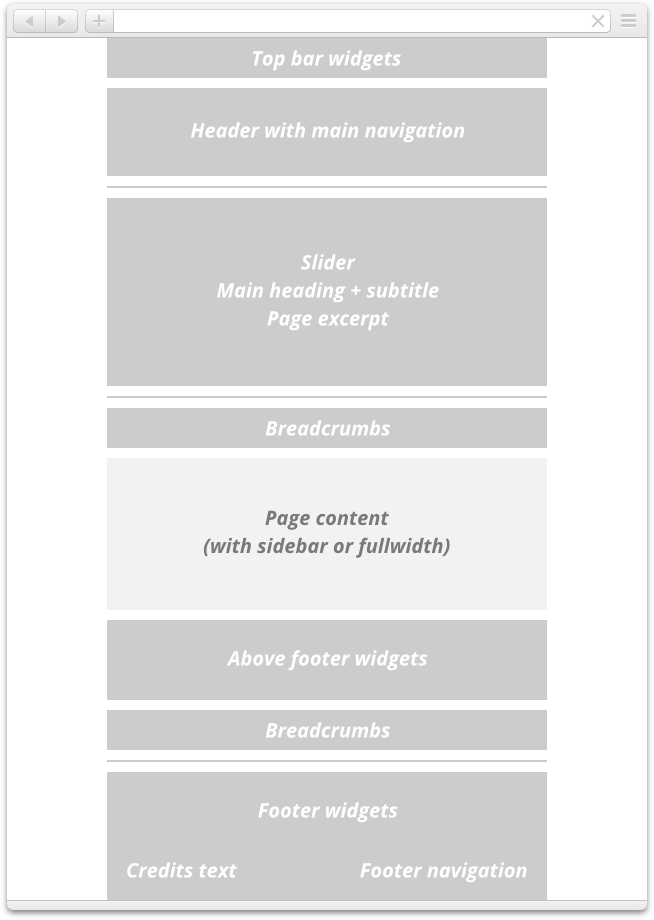 Top bar widgets
Header with main navigation
Slider
Main heading + subtitle
Page excerpt
Breadcrumbs
Page content
(with sidebar or fullwidth)
Above footer widgets
Breadcrumbs
Footer widgets
Credits text
Footer navigation